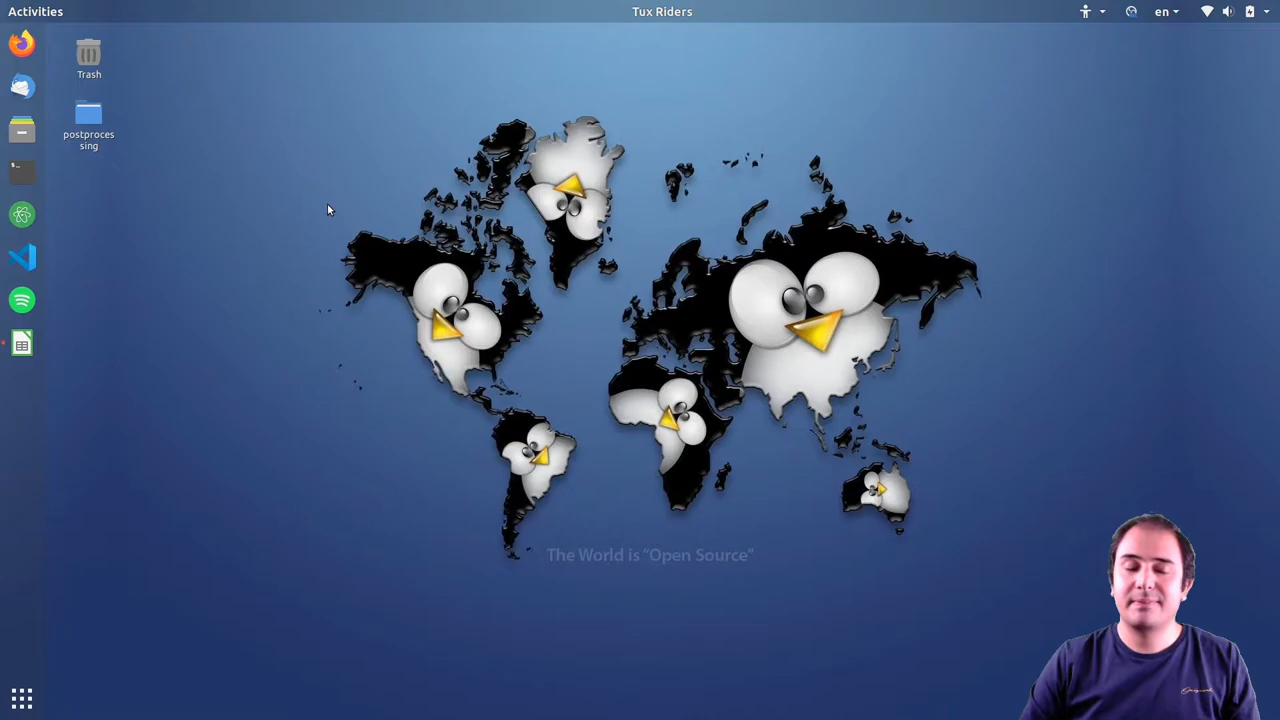 Activities
Tux Riders
en
Trash
postproces
sing
The World is “Open Source”